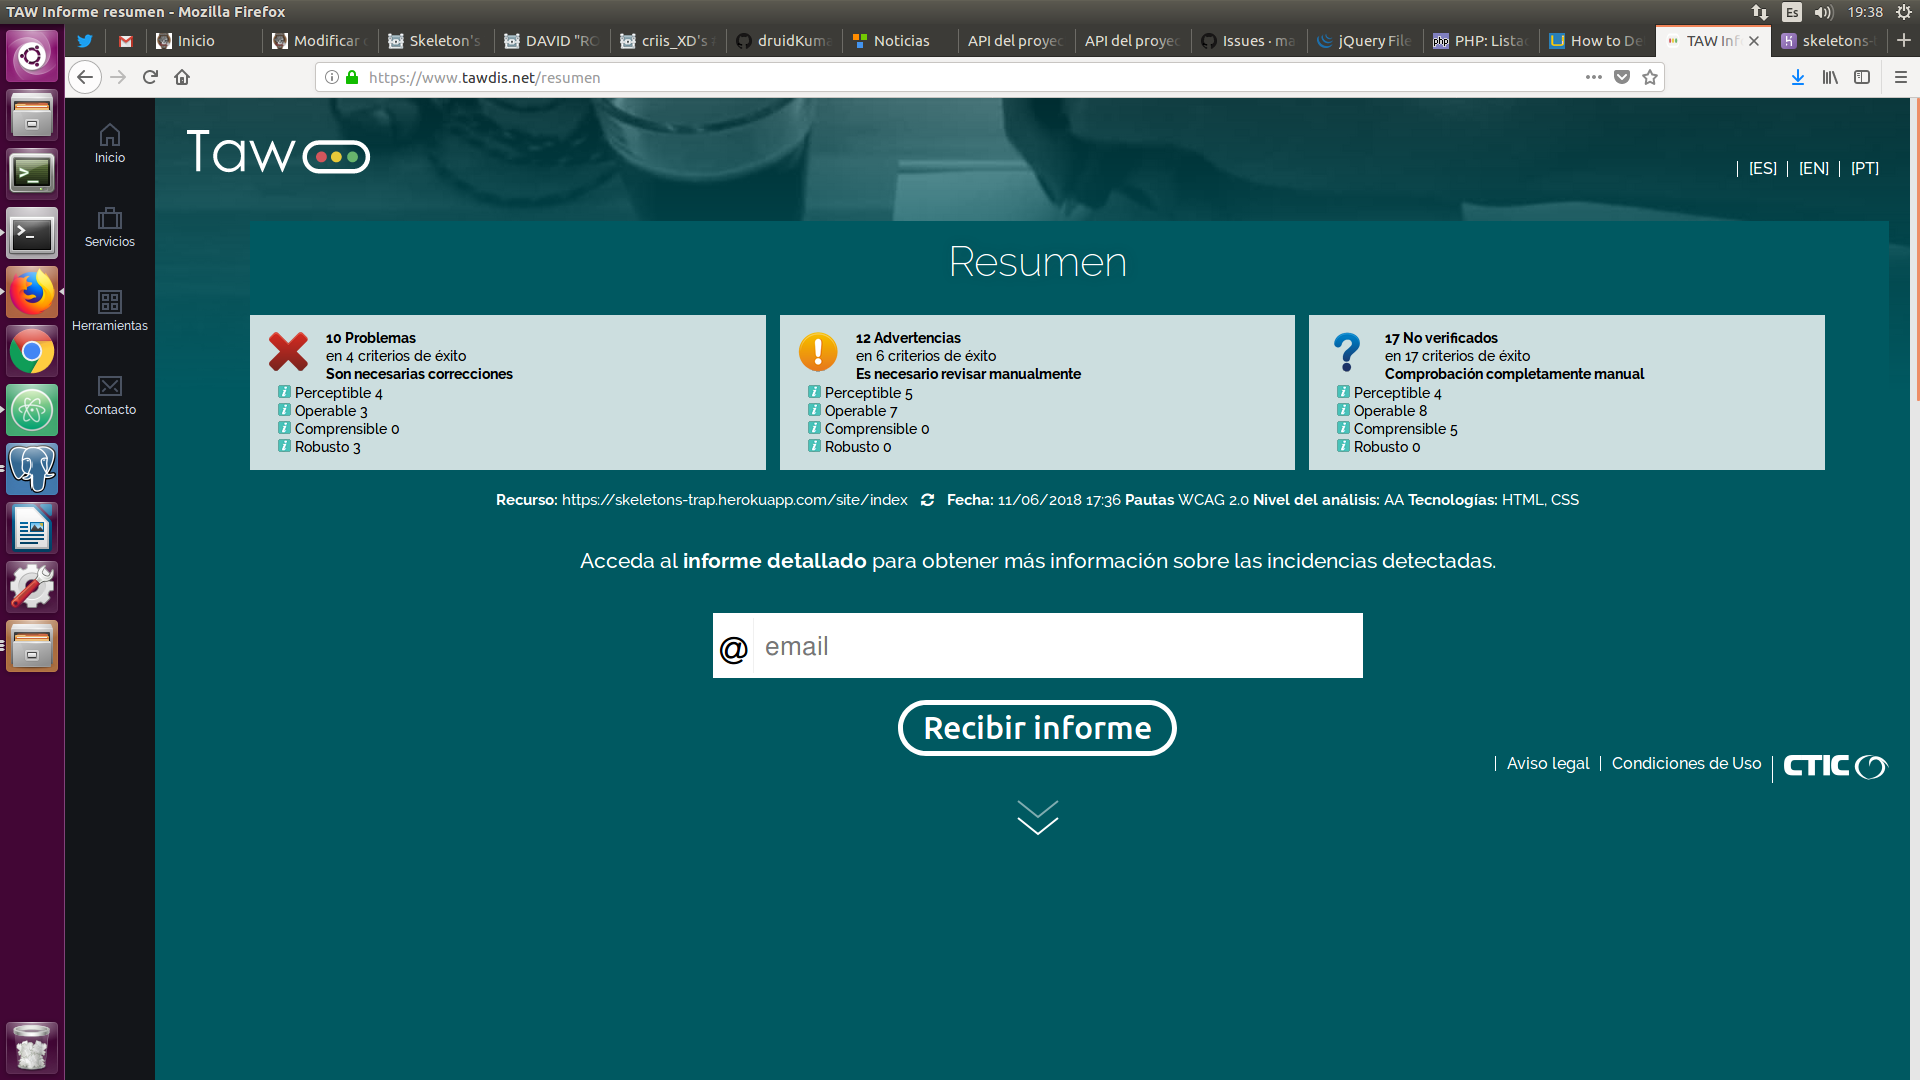 TAW Informe resumen - Mozilla Firefox
Es
19:38
Inicio
Modificar
Skeleton's
DAVID "RO
criis_XD's
druidKuma
Noticias
API del proyec
API del proyec
Issues · ma
jQuery File
PHP: Lista
How to De
TAW Inf
skeletons-
https://www.tawdis.net/resumen
Inicio
Servicios
Herramientas
Contacto
Taw
[ES]
[EN]
[PT]
Resumen
10 Problemas
en 4 criterios de éxito
Son necesarias correcciones
Perceptible 4
Operable 3
Comprensible 0
Robusto 3
12 Advertencias
en 6 criterios de éxito
Es necesario revisar manualmente
Perceptible 5
Operable 7
Comprensible 0
Robusto 0
17 No verificados
en 17 criterios de éxito
Comprobación completamente manual
Perceptible 4
Operable 8
Comprensible 5
Robusto 0
Recurso: https://skeletons-trap.herokuapp.com/site/index Fecha: 11/06/2018 17:36 Pautas WCAG 2.0 Nivel del análisis: AA Tecnologías: HTML, CSS
Acceda al informe detallado para obtener más información sobre las incidencias detectadas.
@ email
Recibir informe
Aviso legal
Condiciones de Uso
CTIC